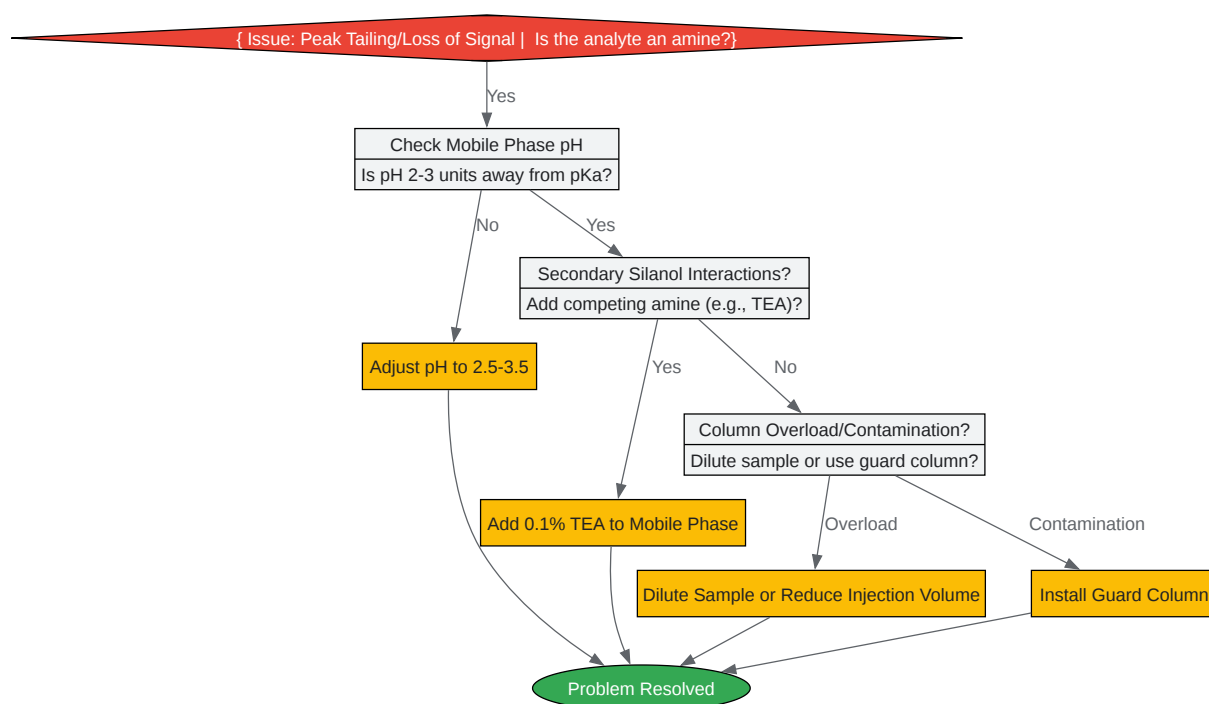 { Issue: Peak Tailing/Loss of Signal |  Is the analyte an amine?}
Yes
Check Mobile Phase pH
Is pH 2-3 units away from pKa?
No
Yes
Secondary Silanol Interactions?
Add competing amine (e.g., TEA)?
Adjust pH to 2.5-3.5
Yes
No
Column Overload/Contamination?
Dilute sample or use guard column?
Add 0.1% TEA to Mobile Phase
Overload
Contamination
Dilute Sample or Reduce Injection Volume
Install Guard Column
Problem Resolved